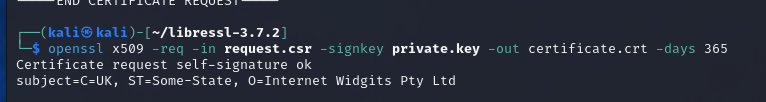 -----END CERTIFICATE REQUEST-----
┌──(kali㉿kali)-[~/libressl-3.7.2]
└─$ openssl x509 -req -in request.csr -signkey private.key -out certificate.crt -days 365
Certificate request self-signature ok
subject=C=UK, ST=Some-State, O=Internet Widgits Pty Ltd